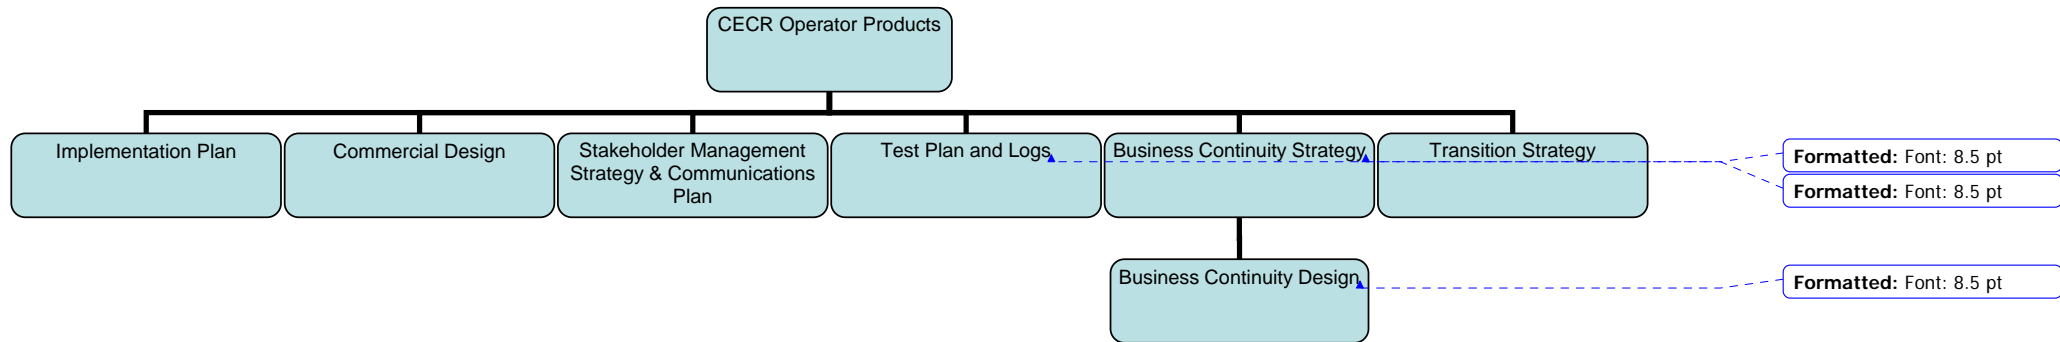 CECR Operator Products
Implementation Plan
Commercial Design
Stakeholder Management
Strategy & Communications
Plan
Test Plan and Logs
Business Continuity Strategy
Transition Strategy
Formatted: Font: 8.5 pt
Formatted: Font: 8.5 pt
Business Continuity Design
Formatted: Font: 8.5 pt